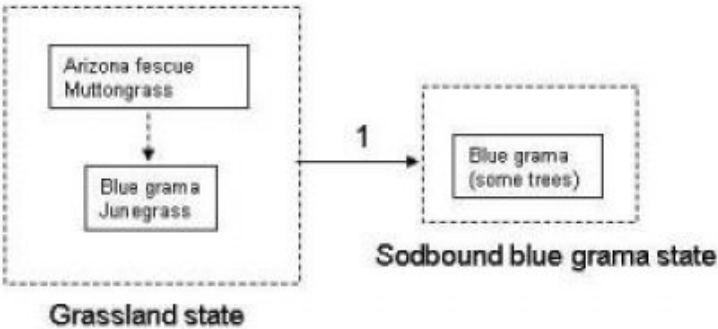 Arizona fescue
Muttongrass
Blue grama
Junegrass
1
Blue grama
(some trees)
Sodbound blue grama state
Grassland state